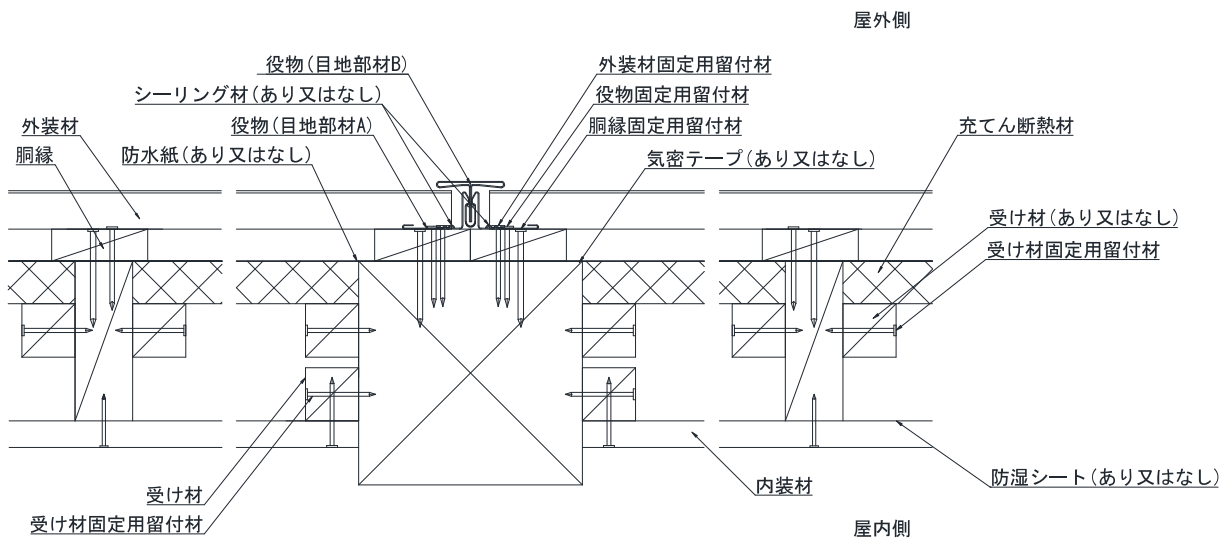 屋外側
役物(目地部材B)
外装材固定用留付材
シーリング材(あり又はなし)
役物固定用留付材
外装材
役物(目地部材A)
胴縁固定用留付材
充てん断熱材
胴縁
防水紙(あり又はなし)
気密テープ(あり又はなし)
受け材(あり又はなし)
受け材固定用留付材
受け材
内装材
防湿シート(あり又はなし)
受け材固定用留付材
屋内側